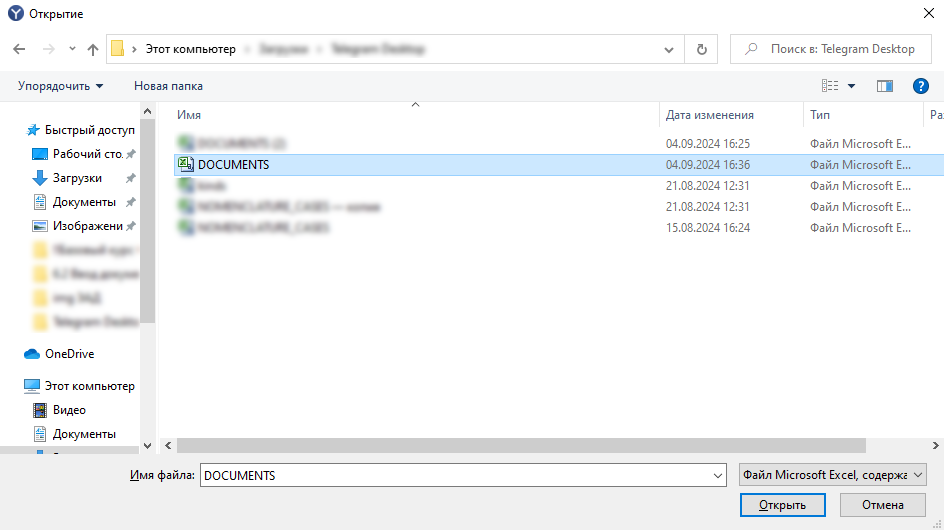 Открытие
Этот компьютер
Поиск в: Telegram Desktop
Упорядочить Новая папка
Имя Дата изменения Тип Ра
04.09.2024 16:25 Файл Microsoft E...
DOCUMENTS 04.09.2024 16:36 Файл Microsoft E...
21.08.2024 12:31 Файл Microsoft E...
21.08.2024 12:31 Файл Microsoft E...
15.08.2024 16:24 Файл Microsoft E...
Быстрый доступ
Рабочий сто.
Загрузки
Документы
Изображени
OneDrive
Этот компьютер
Видео
Документы
Имя файла: DOCUMENTS Файл Microsoft Excel, содержа
Открыть Отмена